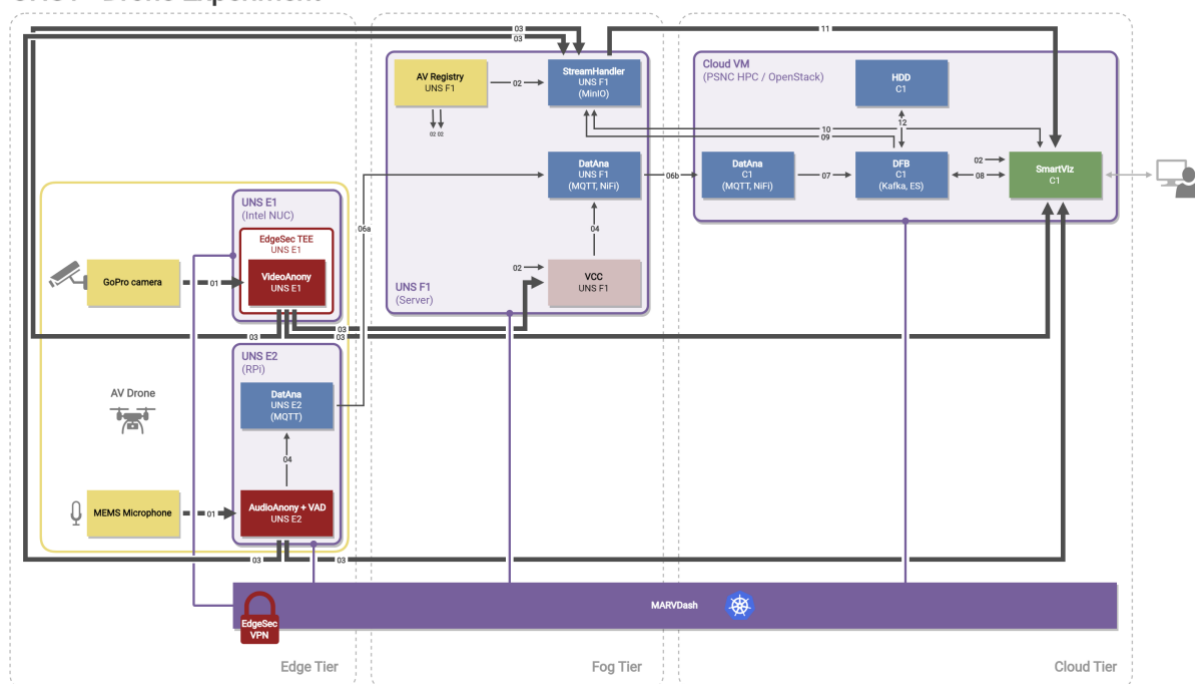 03
03
11
AV Registry
UNS F1
02
02 02
StreamHandler
UNS F1
(MinIO)
Cloud VM
(PSNC HPC / OpenStack)
HDD
C1
12
10
09
DatAna
UNS F1
(MQTT, NiFi)
06b
DatAna
C1
(MQTT, NiFi)
07
DFB
C1
(Kafka, ES)
02
08
SmartViz
C1
04
02
VCC
UNS F1
UNS F1
(Server)
06a
UNS E1
(Intel NUC)
EdgeSec TEE
UNS E1
VideoAnony
UNS E1
GoPro camera
01
03
03
03
UNS E2
(RPi)
DatAna
UNS E2
(MQTT)
04
AV Drone
MEMS Microphone
01
AudioAnony + VAD
UNS E2
03
03
MARVDash
EdgeSec
VPN
Edge Tier
Fog Tier
Cloud Tier